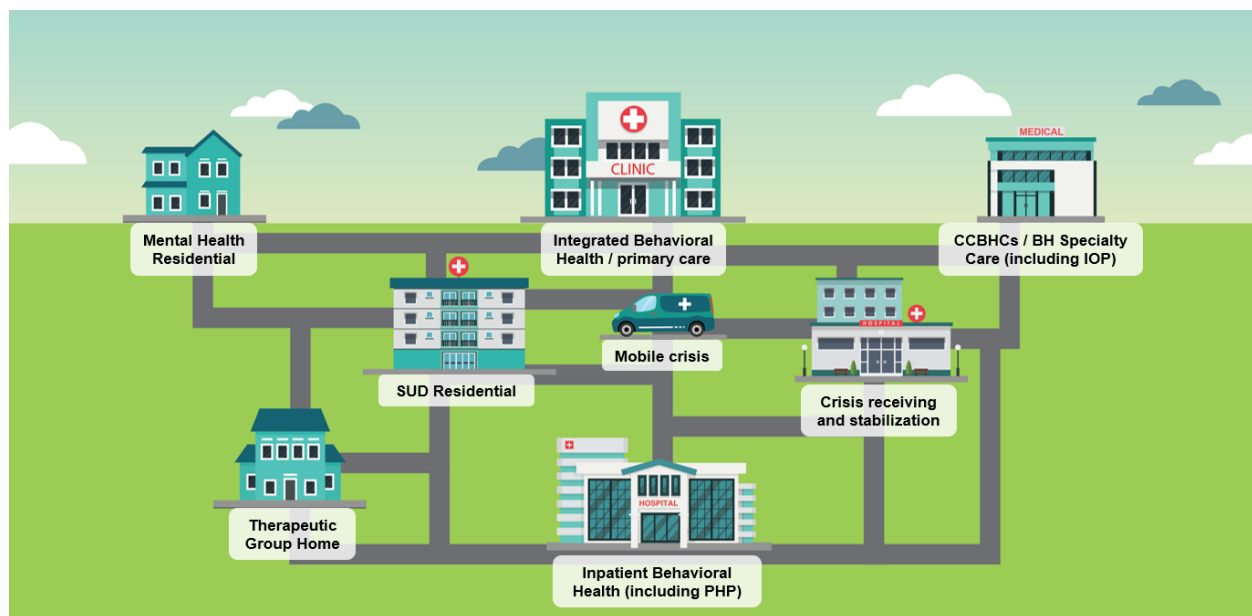 MEDICAL
CLINIC
Mental Health
Residential
Integrated Behavioral
Health / primary care
CCBHCs / BH Specialty
Care (including IOP)
HOSPITAL
Mobile crisis
SUD Residential
Crisis receiving
and stabilization
HOSPITAL
Therapeutic
Group Home
Inpatient Behavioral
Health (including PHP)